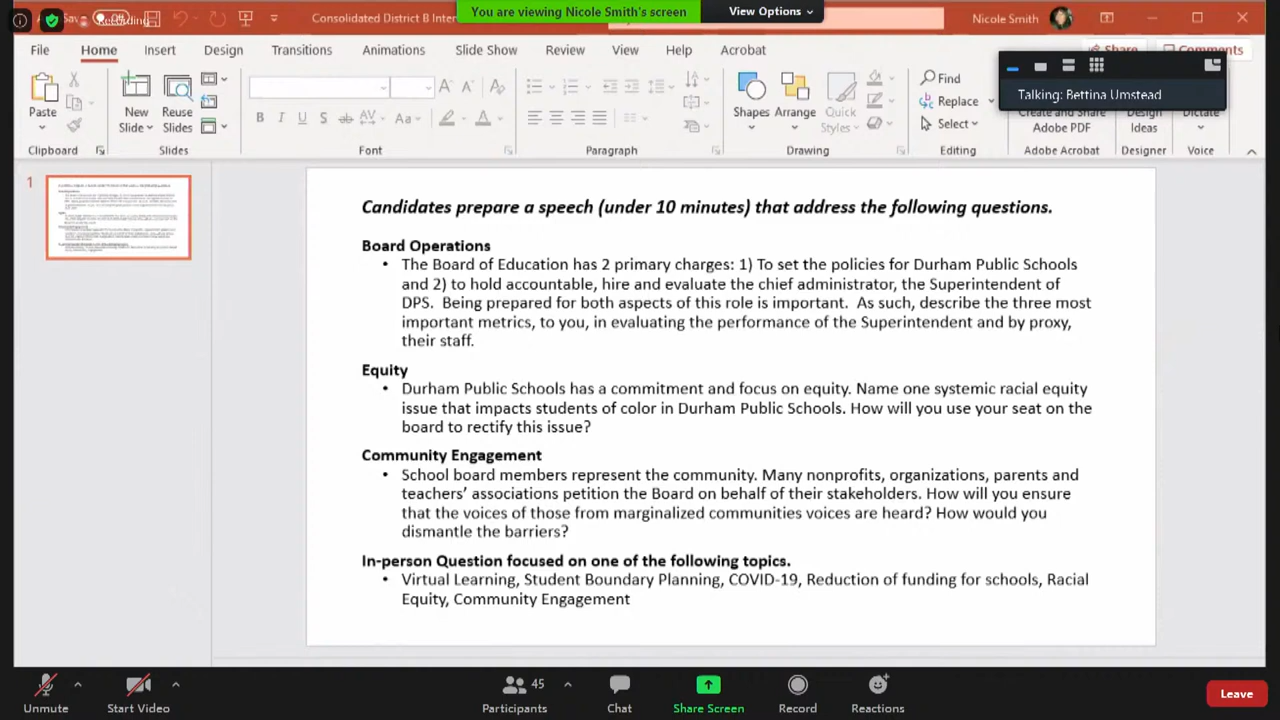 You are viewing Nicole Smith's screen
View Options
Recording
Consolidated District B Inter
Nicole Smith
File Home Insert Design Transitions Animations Slide Show Review View Help Acrobat Share Comments
Talking: Bettina Umstead
Paste
New Slide
Reuse Slides
B I U S
Aa
A
Shapes
Arrange
Quick Styles
Find
Replace
Select
Create and Share
Adobe PDF
Design
Ideas
Dictate
Clipboard Slides Font Paragraph Drawing Editing Adobe Acrobat Designer Voice
1
Candidates prepare a speech (under 10 minutes) that address the following questions.
Board Operations
• The Board of Education has 2 primary charges: 1) To set the policies for Durham Public Schools
and 2) to hold accountable, hire and evaluate the chief administrator, the Superintendent of
DPS. Being prepared for both aspects of this role is important. As such, describe the three most
important metrics, to you, in evaluating the performance of the Superintendent and by proxy,
their staff.
Equity
• Durham Public Schools has a commitment and focus on equity. Name one systemic racial equity
issue that impacts students of color in Durham Public Schools. How will you use your seat on the
board to rectify this issue?
Community Engagement
• School board members represent the community. Many nonprofits, organizations, parents and
teachers' associations petition the Board on behalf of their stakeholders. How will you ensure
that the voices of those from marginalized communities voices are heard? How would you
dismantle the barriers?
In-person Question focused on one of the following topics.
• Virtual Learning, Student Boundary Planning, COVID-19, Reduction of funding for schools, Racial
Equity, Community Engagement
45
Unmute Start Video Participants Chat Share Screen Record Reactions Leave